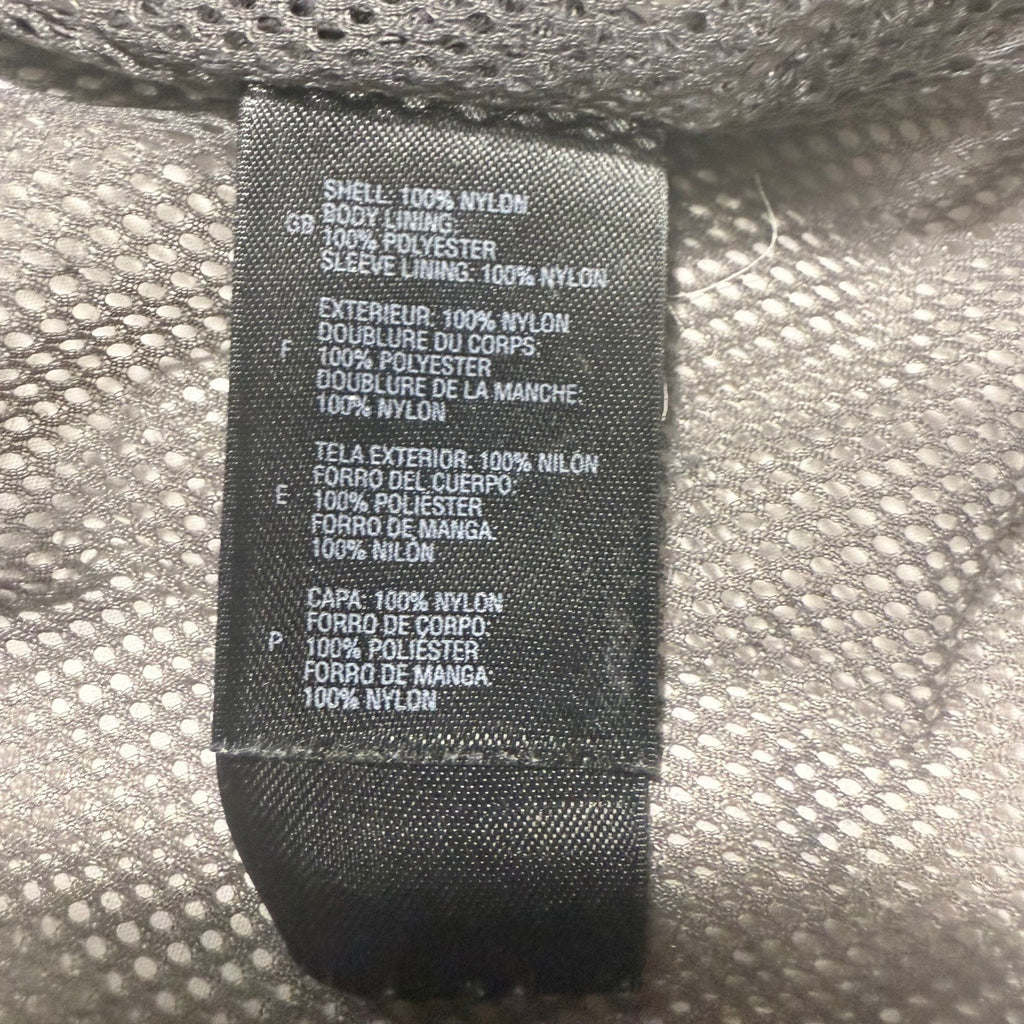 GB
SHELL: 100% NYLON
BODY LINING:
100% POLYESTER
SLEEVE LINING: 100% NYLON
F
EXTERIEUR: 100% NYLON
DOUBLURE DU CORPS:
100% POLYESTER
DOUBLURE DE LA MANCHE:
100% NYLON
E
TELA EXTERIOR: 100% NILÓN
FORRO DEL CUERPO:
100% POLIÉSTER
FORRO DE MANGA:
100% NILÓN
P
CAPA: 100% NYLON
FORRO DE CORPO:
100% POLIÉSTER
FORRO DE MANGA:
100% NYLON